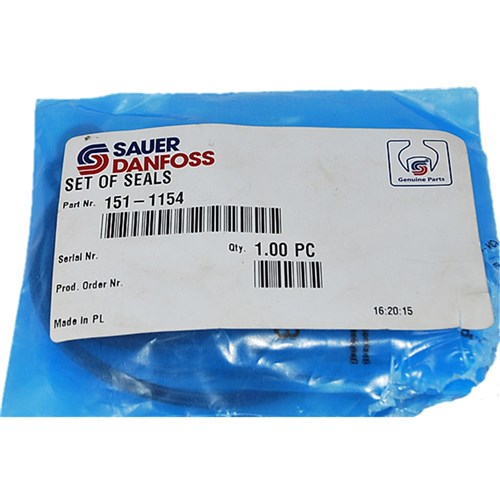 SAUER
DANFOSS
Genuine Parts
SET OF SEALS
Part Nr. 151-1154
Serial Nr.
Qty. 1.00 PC
Prod. Order Nr.
Made In PL
16:20:15